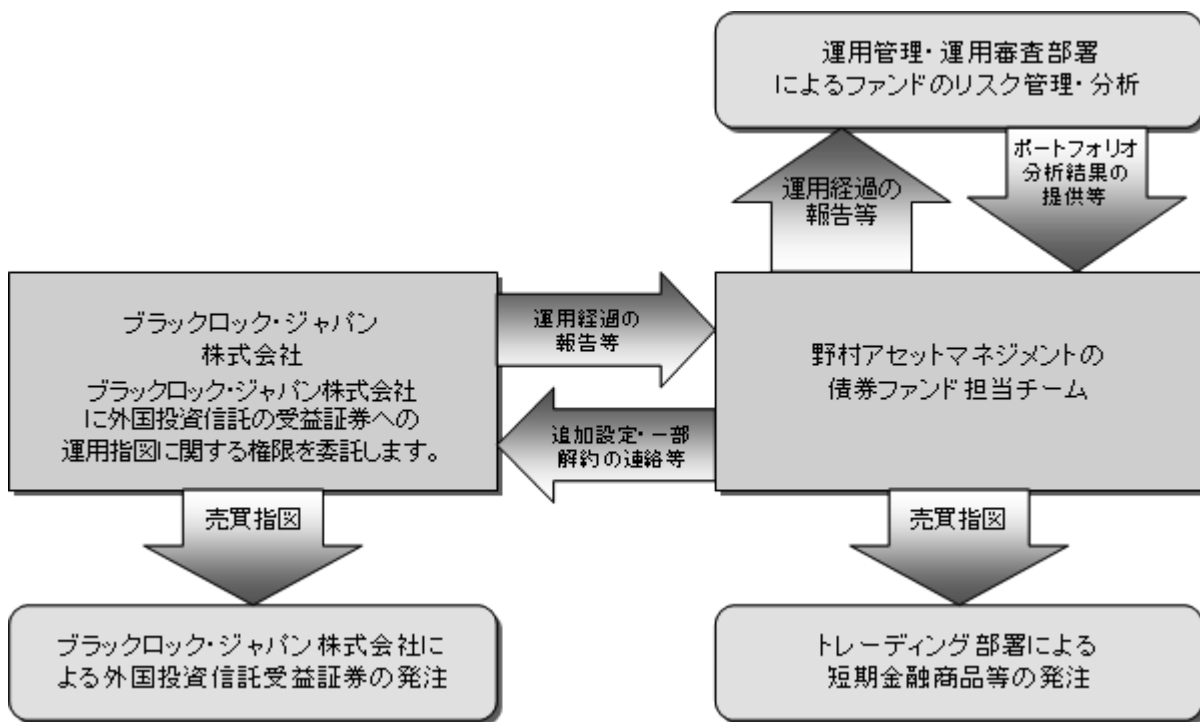 運用管理・運用審査部署
によるファンドのリスク管理・分析
運用経過の
報告等
ポートフォリオ
分析結果の
提供等
ブラックロック・ジャパン
株式会社
ブラックロック・ジャパン株式会社
に外国投資信託の受益証券への
運用指図に関する権限を委託します。
運用経過の
報告等
追加設定・一部
解約の連絡等
野村アセットマネジメントの
債券ファンド担当チーム
売買指図
売買指図
ブラックロック・ジャパン株式会社に
よる外国投資信託受益証券の発注
トレーディング部署による
短期金融商品等の発注